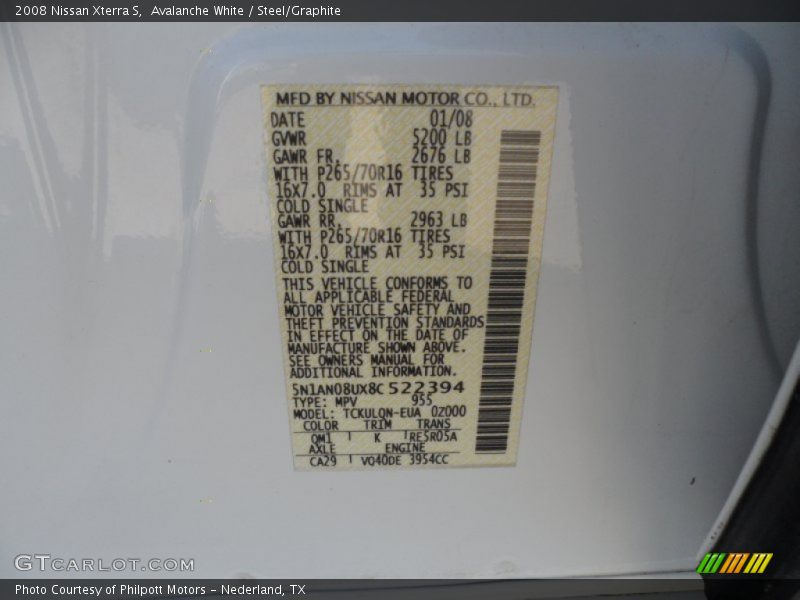 2008 Nissan Xterra S,  Avalanche White / Steel/Graphite
MFD BY NISSAN MOTOR CO., LTD.
DATE 01/08
GVWR 5200 LB
GAWR FR. 2676 LB
WITH P265/70R16 TIRES
16X7.0 RIMS AT 35 PSI
COLD SINGLE
GAWR RR. 2963 LB
WITH P265/70R16 TIRES
16X7.0 RIMS AT 35 PSI
COLD SINGLE
THIS VEHICLE CONFORMS TO
ALL APPLICABLE FEDERAL
MOTOR VEHICLE SAFETY AND
THEFT PREVENTION STANDARDS
IN EFFECT ON THE DATE OF
MANUFACTURE SHOWN ABOVE.
SEE OWNERS MANUAL FOR
ADDITIONAL INFORMATION.
5N1AN08UX8C522394
TYPE: MPV 955
MODEL: TCKULQN-EUA 0Z000
COLOR TRIM TRANS
QM1 K RE5R05A
AXLE ENGINE
CA29 VQ40DE 3954CC
GTCARLOT.COM
Photo Courtesy of Philpott Motors - Nederland, TX